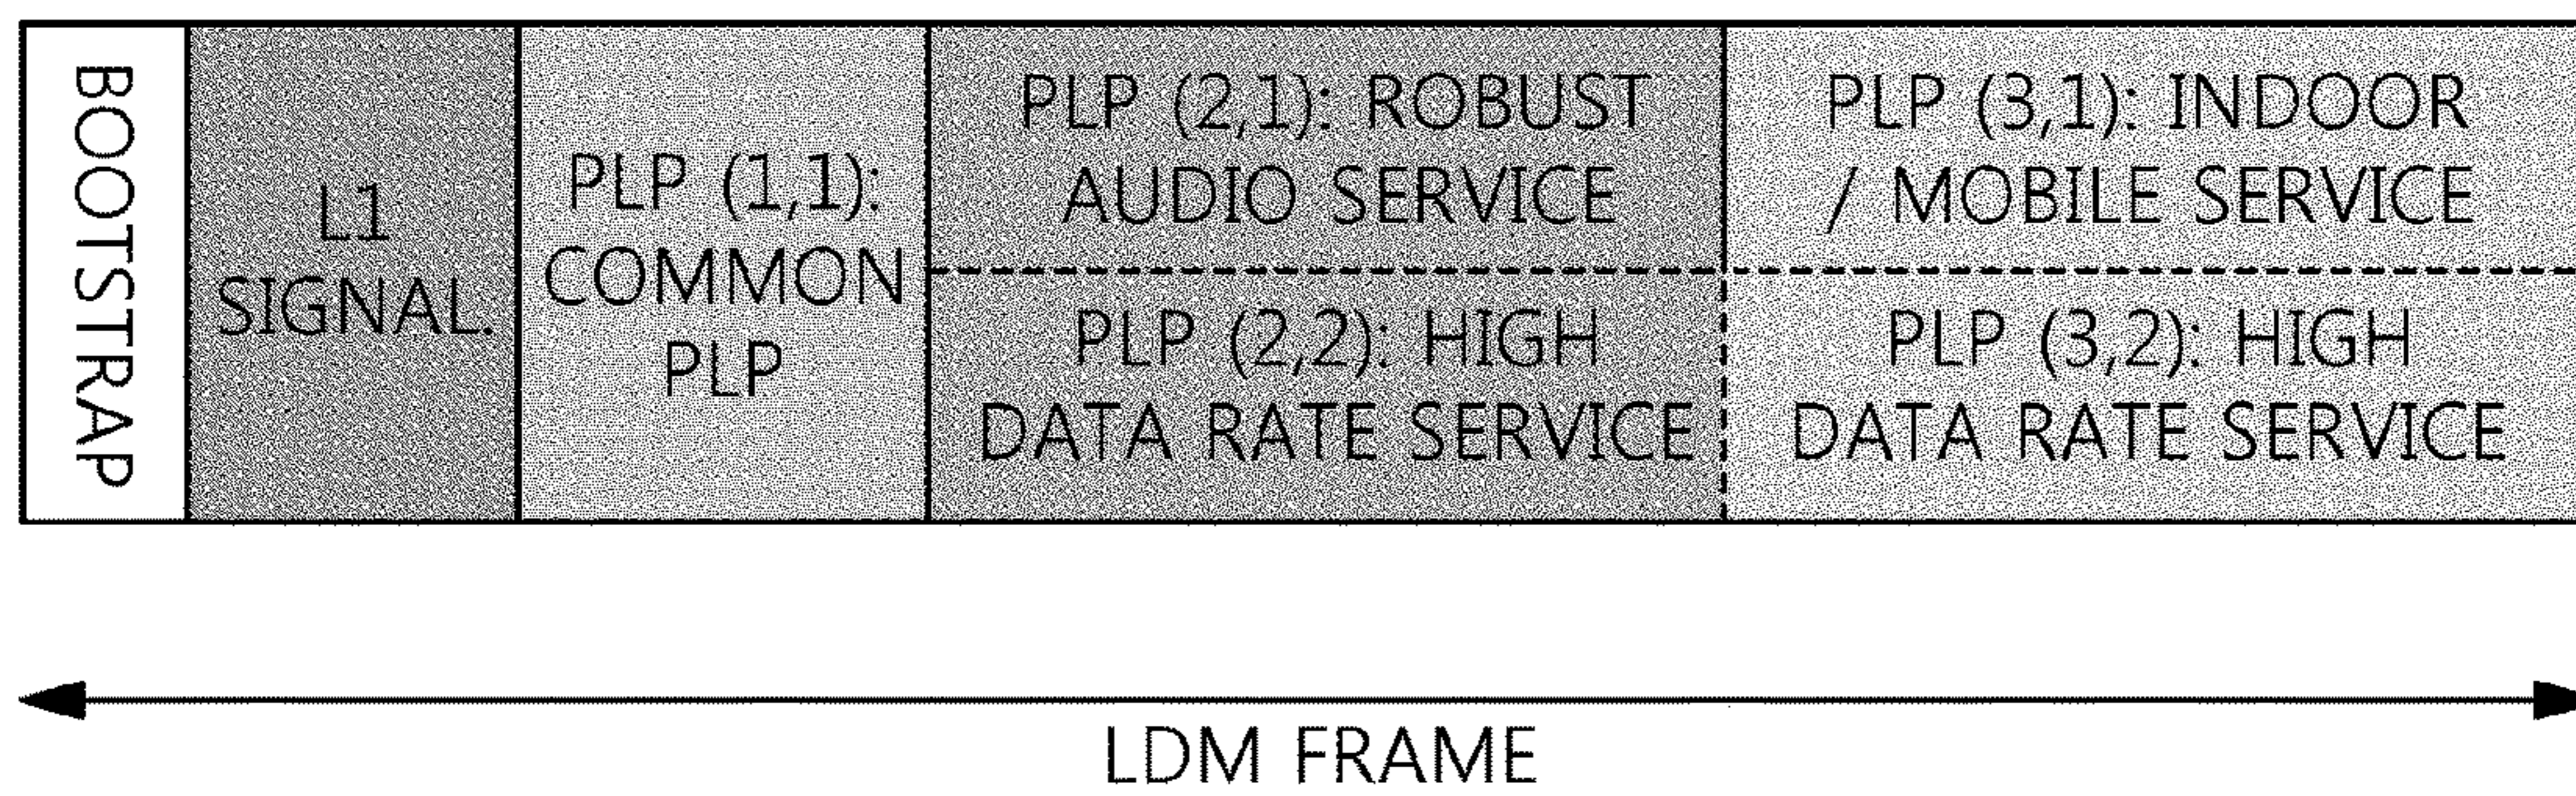 BOOTSTRAP
L1
SIGNAL.
PLP (1,1):
COMMON
PLP
PLP (2,1): ROBUST
AUDIO SERVICE
PLP (2,2): HIGH
DATA RATE SERVICE
PLP (3,1): INDOOR
/ MOBILE SERVICE
PLP (3,2): HIGH
DATA RATE SERVICE
LDM FRAME